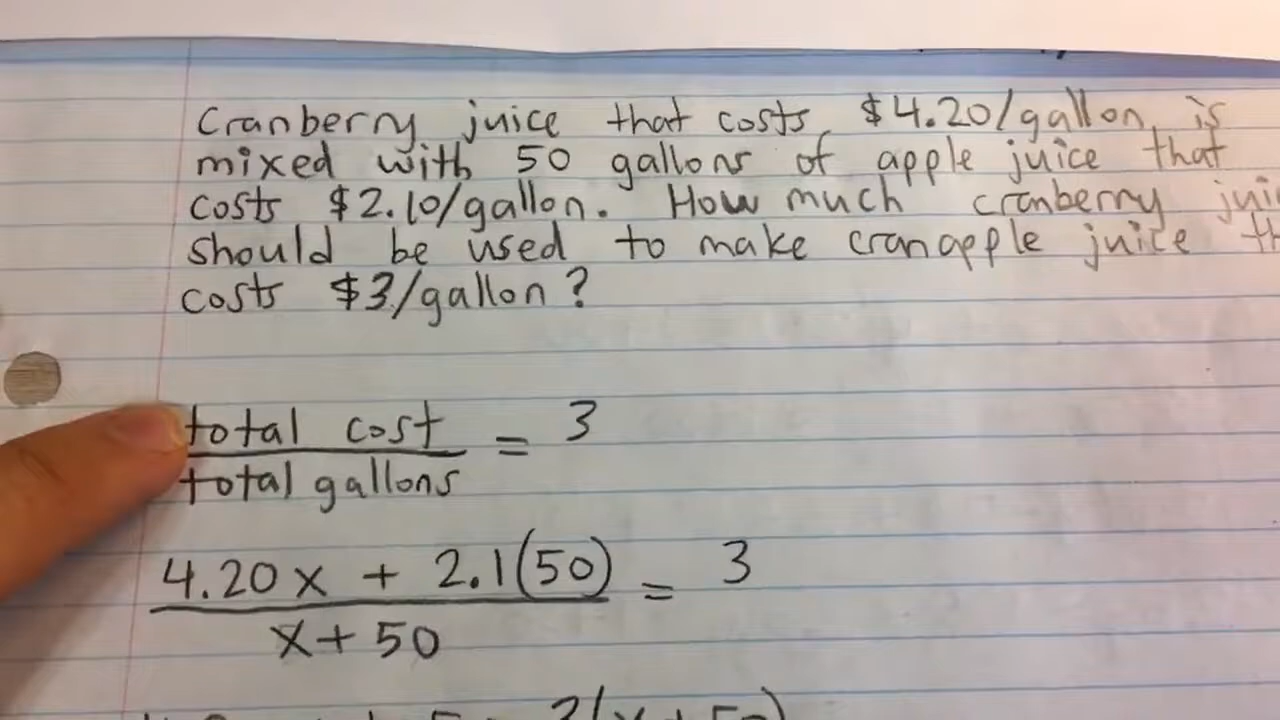 Cranberry juice that costs $4.20/gallon is
mixed with 50 gallons of apple juice that
costs $2.10/gallon. How much cranberry
should be used to make cranapple juice
costs $3/gallon?
total cost = 3
total gallons
4.20x + 2.1(50) = 3
x + 50
3(x + 50)